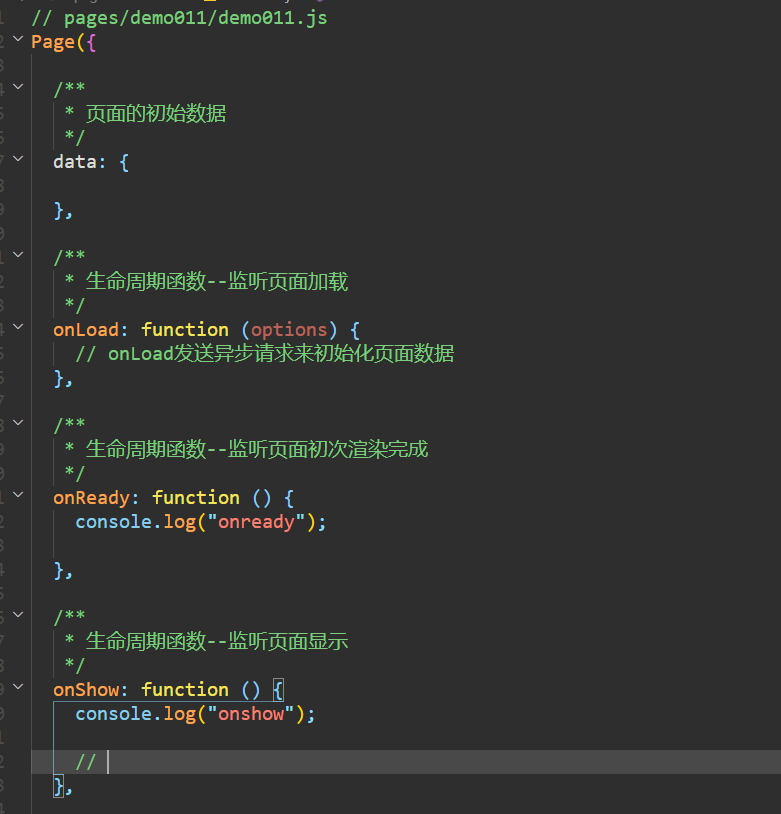 // pages/demo011/demo011.js
Page({
/**
* 页面的初始数据
*/
data: {
},
/**
* 生命周期函数--监听页面加载
*/
onLoad: function (options) {
// onLoad发送异步请求来初始化页面数据
},
/**
* 生命周期函数--监听页面初次渲染完成
*/
onReady: function () {
console.log("onready");
},
/**
* 生命周期函数--监听页面显示
*/
onShow: function () {
console.log("onshow");
//
},